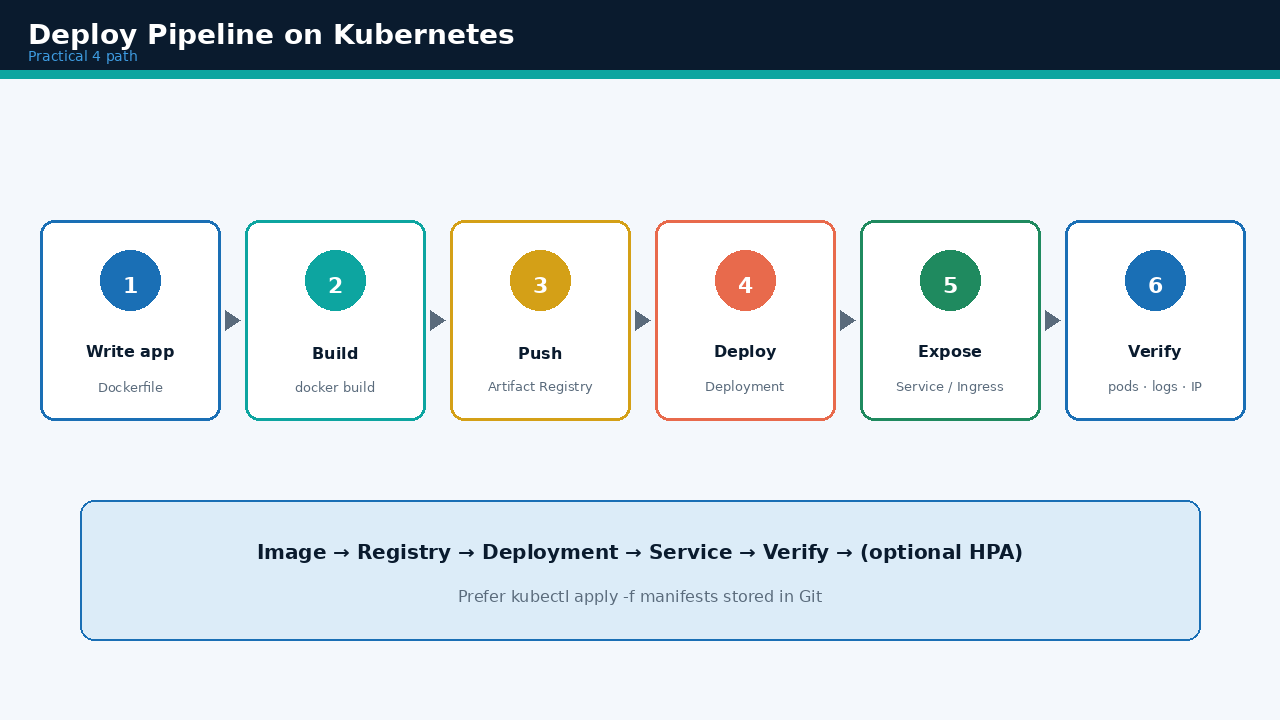 Deploy Pipeline on Kubernetes
Practical 4 path
1
Write app
Dockerfile
2
Build
docker build
3
Push
Artifact Registry
4
Deploy
Deployment
5
Expose
Service / Ingress
6
Verify
pods · logs · IP
Image → Registry → Deployment → Service → Verify → (optional HPA)
Prefer kubectl apply -f manifests stored in Git